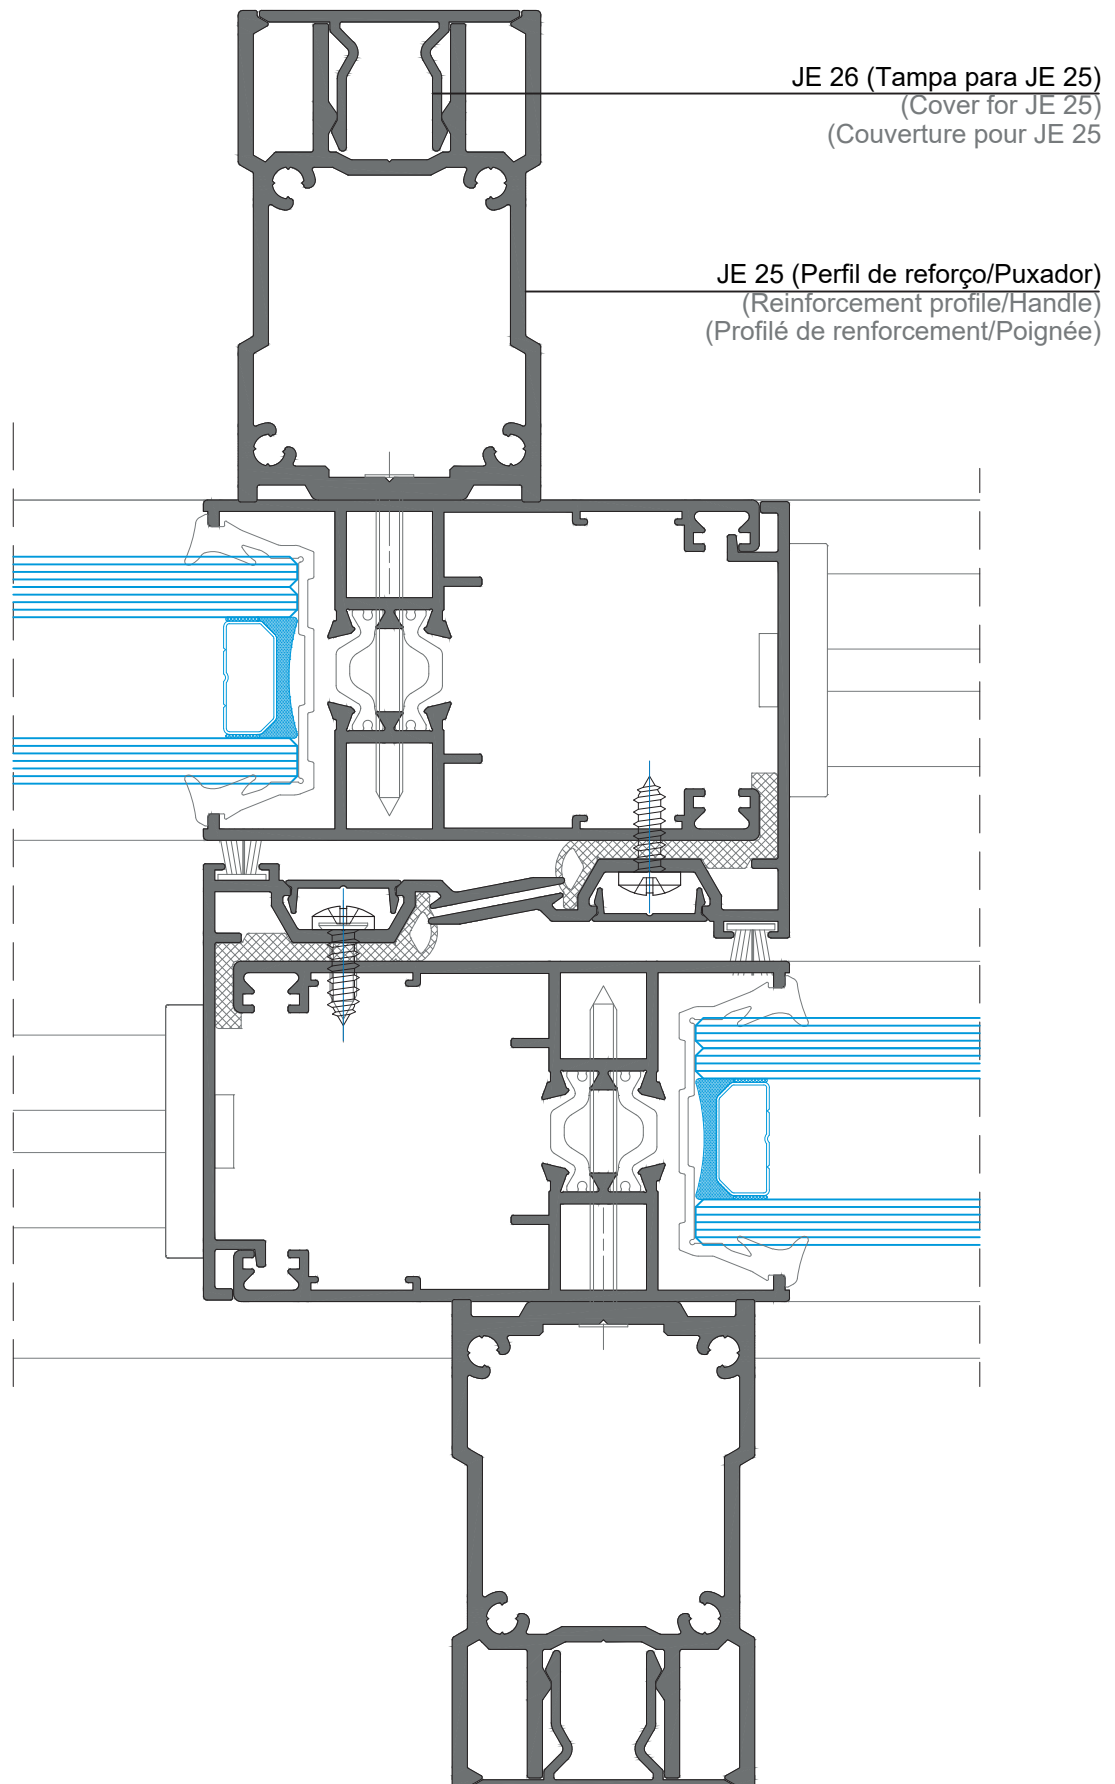 JE 26 (Tampa para JE 25)
(Cover for JE 25)
(Couverture pour JE 25
JE 25 (Perfil de reforço/Puxador)
(Reinforcement profile/Handle)
(Profilé de renforcement/Poignée)